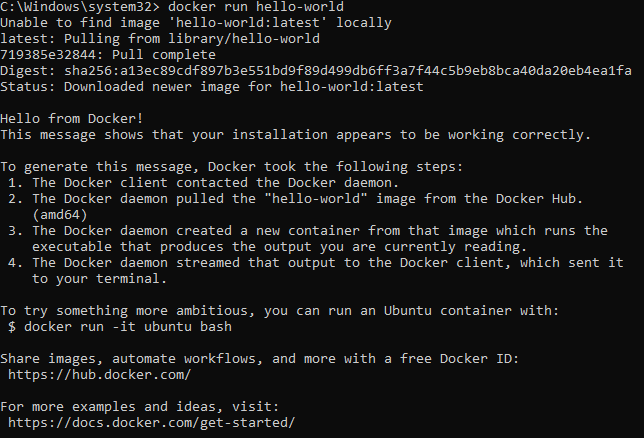 C:\Windows\system32> docker run hello-world
Unable to find image 'hello-world:latest' locally
latest: Pulling from library/hello-world
719385e32844: Pull complete
Digest: sha256:a13ec89cdf897b3e551bd9f89d499db6ff3a7f44c5b9eb8bca40da20eb4ea1fa
Status: Downloaded newer image for hello-world:latest

Hello from Docker!
This message shows that your installation appears to be working correctly.

To generate this message, Docker took the following steps:
 1. The Docker client contacted the Docker daemon.
 2. The Docker daemon pulled the "hello-world" image from the Docker Hub.
    (amd64)
 3. The Docker daemon created a new container from that image which runs the
    executable that produces the output you are currently reading.
 4. The Docker daemon streamed that output to the Docker client, which sent it
    to your terminal.

To try something more ambitious, you can run an Ubuntu container with:
 $ docker run -it ubuntu bash

Share images, automate workflows, and more with a free Docker ID:
 https://hub.docker.com/

For more examples and ideas, visit:
 https://docs.docker.com/get-started/